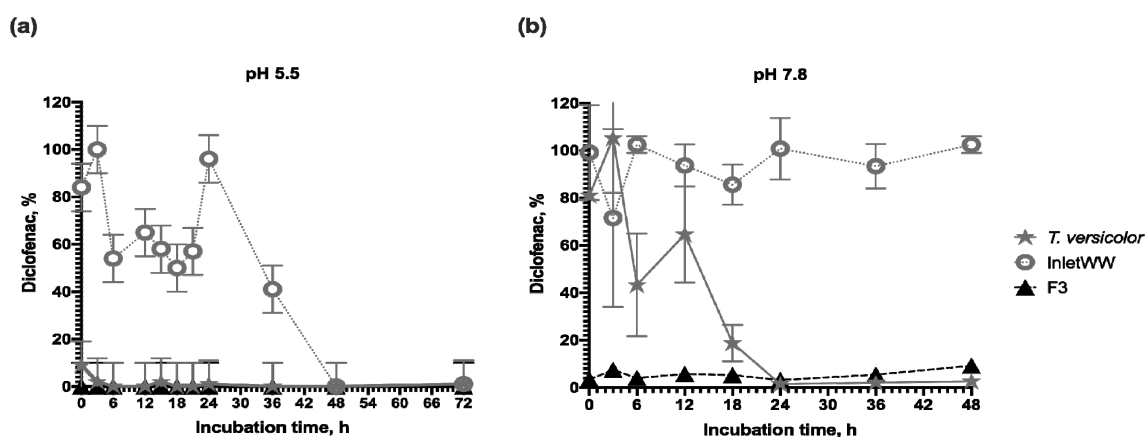 (a)
(b)
pH 5.5
pH 7.8
Diclofenac, %
120
100
80
60
40
20
0
0 6 12 18 24 30 36 42 48 54 60 66 72
Incubation time, h
Diclofenac, %
120
100
80
60
40
20
0
0 6 12 18 24 30 36 42 48
Incubation time, h
T. versicolor
InletWW
F3